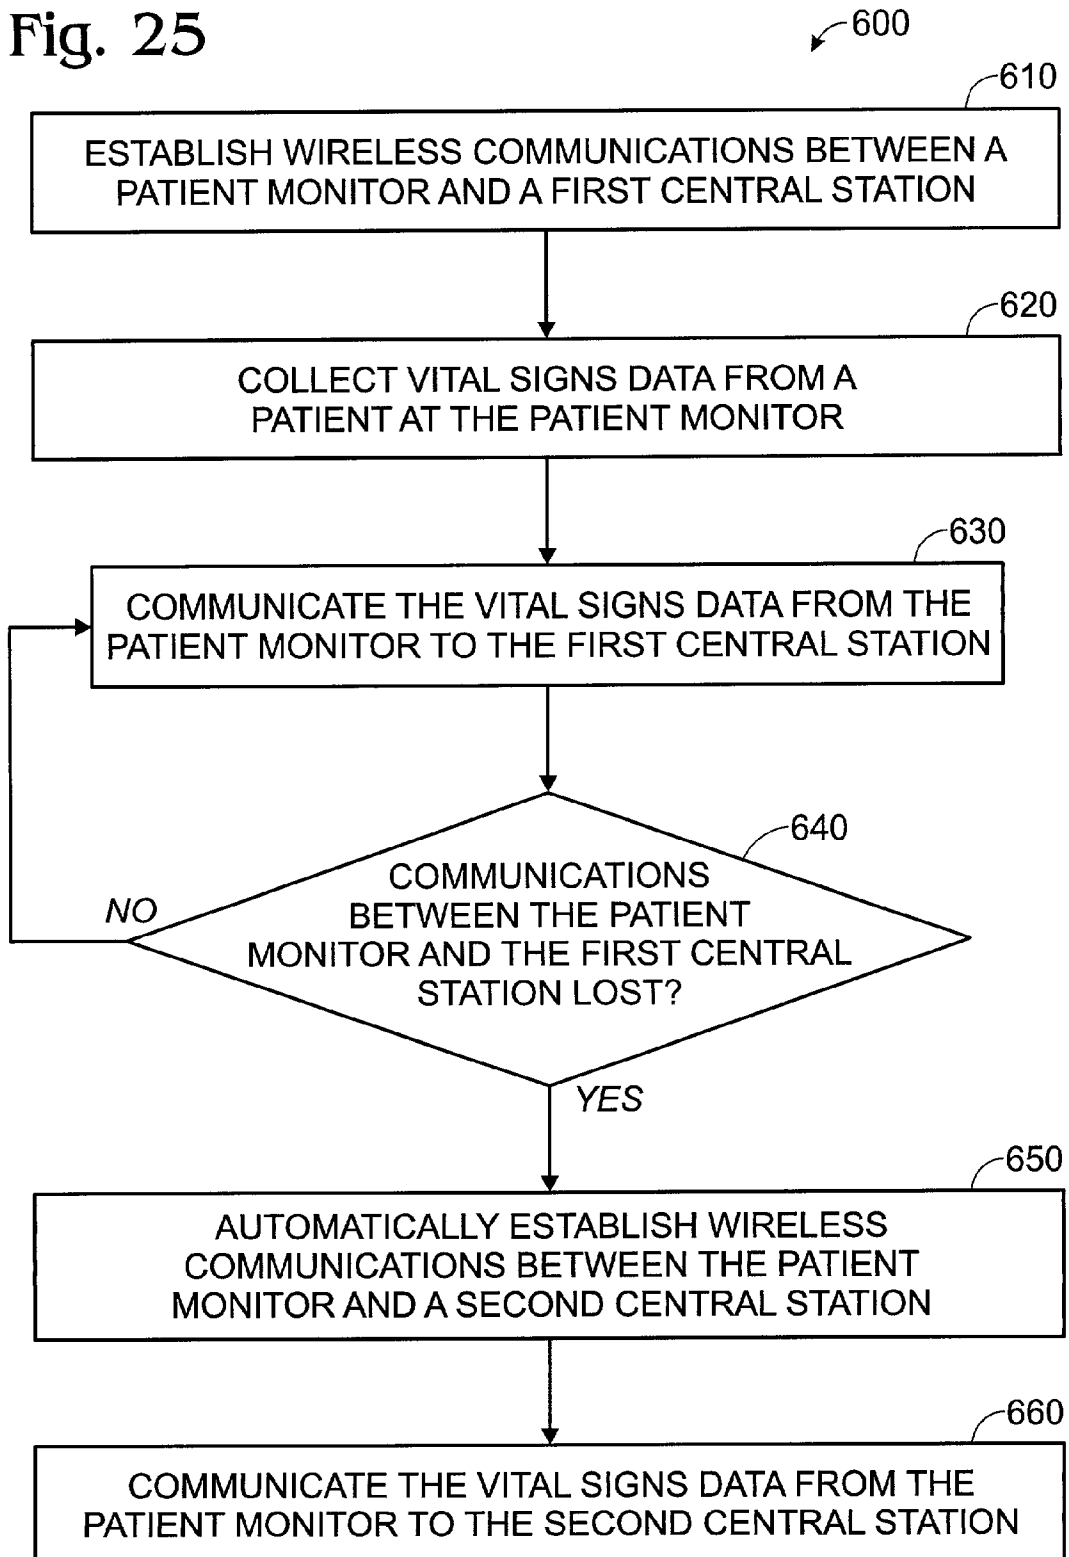 Fig. 25
600
610
ESTABLISH WIRELESS COMMUNICATIONS BETWEEN A
PATIENT MONITOR AND A FIRST CENTRAL STATION
620
COLLECT VITAL SIGNS DATA FROM A
PATIENT AT THE PATIENT MONITOR
630
COMMUNICATE THE VITAL SIGNS DATA FROM THE
PATIENT MONITOR TO THE FIRST CENTRAL STATION
640
COMMUNICATIONS
BETWEEN THE PATIENT
MONITOR AND THE FIRST CENTRAL
STATION LOST?
NO
YES
650
AUTOMATICALLY ESTABLISH WIRELESS
COMMUNICATIONS BETWEEN THE PATIENT
MONITOR AND A SECOND CENTRAL STATION
660
COMMUNICATE THE VITAL SIGNS DATA FROM THE
PATIENT MONITOR TO THE SECOND CENTRAL STATION